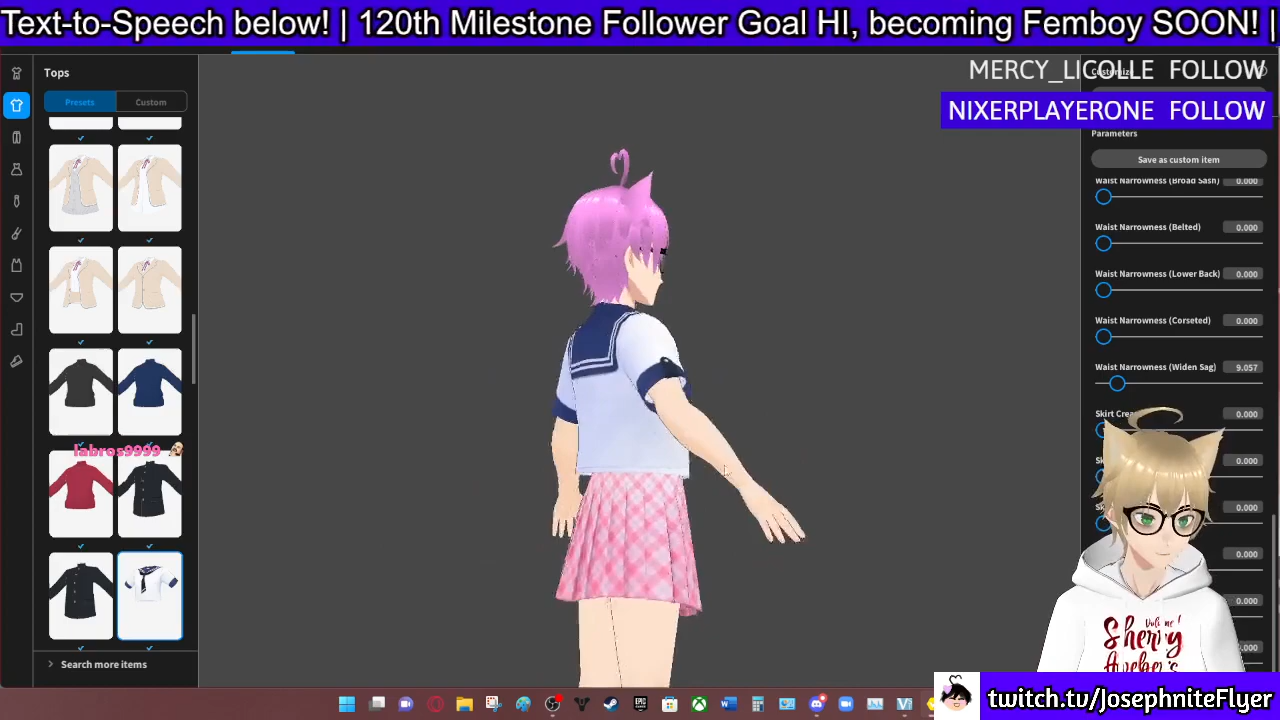 Text-to-Speech below! | 120th Milestone Follower Goal HI, becoming Femboy SOON! |
MERCY_LICOLLE FOLLOW
NIXERPLAYERONE FOLLOW
Tops
Presets
Custom
Parameters
Save as custom item
Waist Narrowness (Broad Sash) 0.000
Waist Narrowness (Belted) 0.000
Waist Narrowness (Lower Back) 0.000
Waist Narrowness (Corseted) 0.000
Waist Narrowness (Widen Sag) 9.057
Skirt 0.000
0.000
0.000
0.000
0.000
labros9999
Search more items
Sherry
twitch.tv/JosephniteFlyer